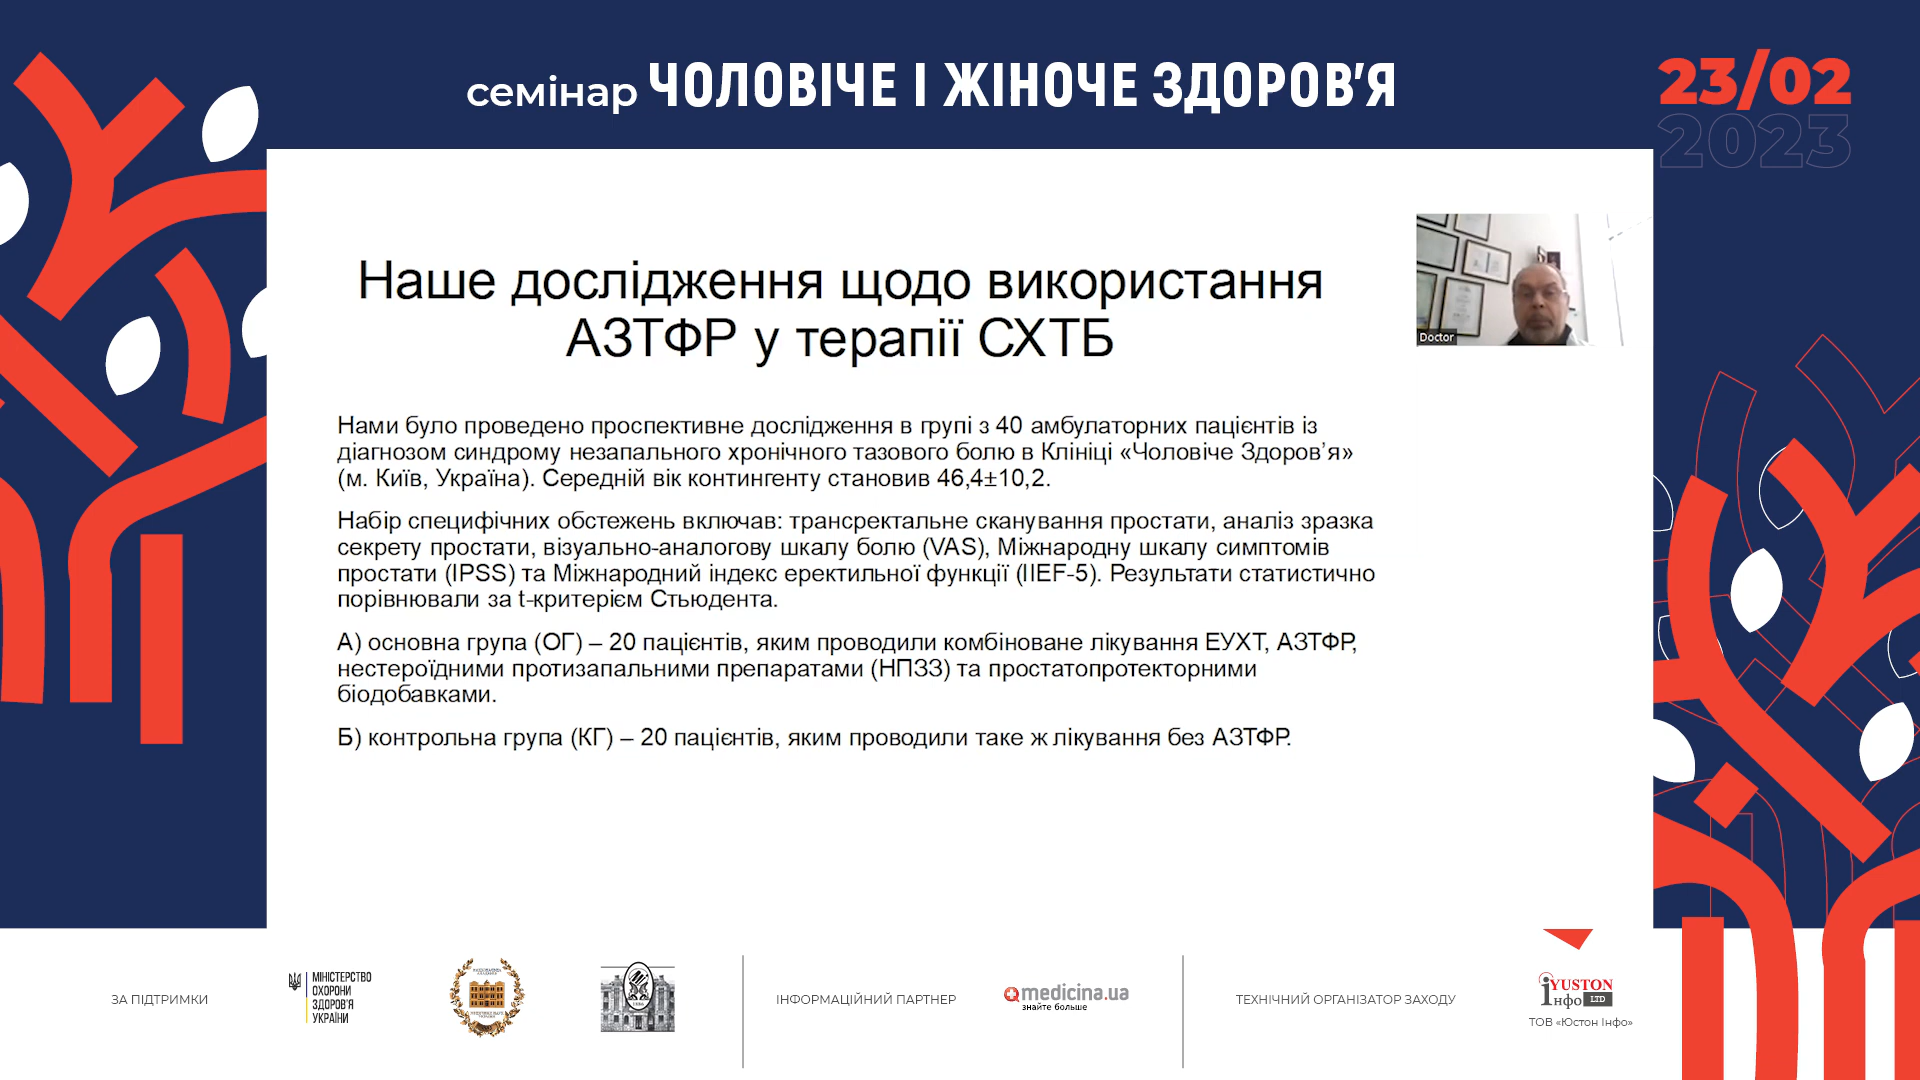 семінар ЧОЛОВІЧЕ І ЖІНОЧЕ ЗДОРОВ'Я
23/02
2023
Наше дослідження щодо використання
АЗТФР у терапії СХТБ
Doctor
Нами було проведено проспективне дослідження в групі з 40 амбулаторних пацієнтів із
діагнозом синдрому незапального хронічного тазового болю в Клініці «Чоловіче Здоров’я»
(м. Київ, Україна). Середній вік контингенту становив 46,4±10,2.
Набір специфічних обстежень включав: трансректальне сканування простати, аналіз зразка
секрету простати, візуально-аналогову шкалу болю (VAS), Міжнародну шкалу симптомів
простати (IPSS) та Міжнародний індекс еректильної функції (IIEF-5). Результати статистично
порівнювали за t-критерієм Стьюдента.
А) основна група (ОГ) – 20 пацієнтів, яким проводили комбіноване лікування ЕУХТ, АЗТФР,
нестероїдними протизапальними препаратами (НПЗЗ) та простатопротекторними
біодобавками.
Б) контрольна група (КГ) – 20 пацієнтів, яким проводили таке ж лікування без АЗТФР.
ЗА ПІДТРИМКИ
МІНІСТЕРСТВО
ОХОРОНИ
ЗДОРОВ'Я
УКРАЇНИ
ІНФОРМАЦІЙНИЙ ПАРТНЕР
medicina.ua
знайте больше
ТЕХНІЧНИЙ ОРГАНІЗАТОР ЗАХОДУ
YUSTON
iнфо LTD
ТОВ «Юстон Інфо»